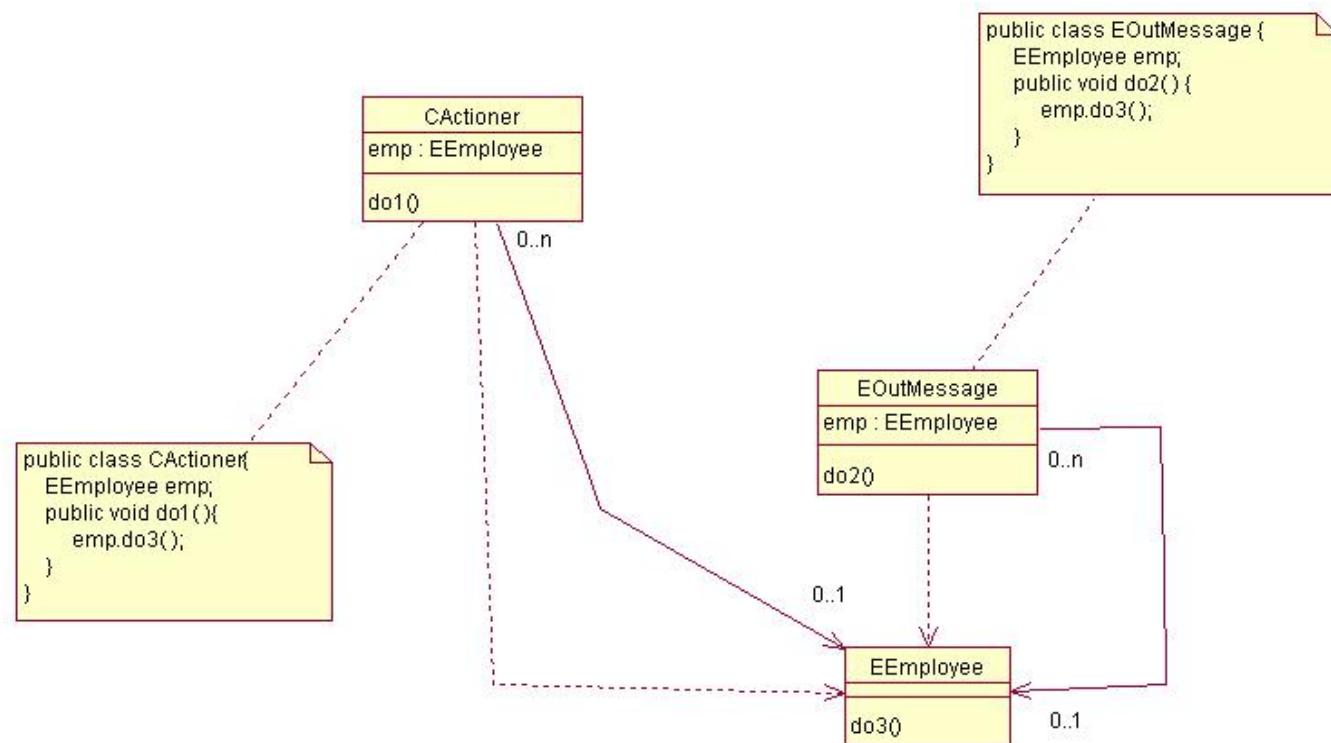 public class EOutMessage {
EEmployee emp;
public void do2() {
emp.do3();
}
}
CActioner
emp : EEmployee
do1()
0..n
EOutMessage
emp : EEmployee
do2()
0..n
public class CActioner{
EEmployee emp;
public void do1(){
emp.do3();
}
}
0..1
EEmployee
do3()
0..1